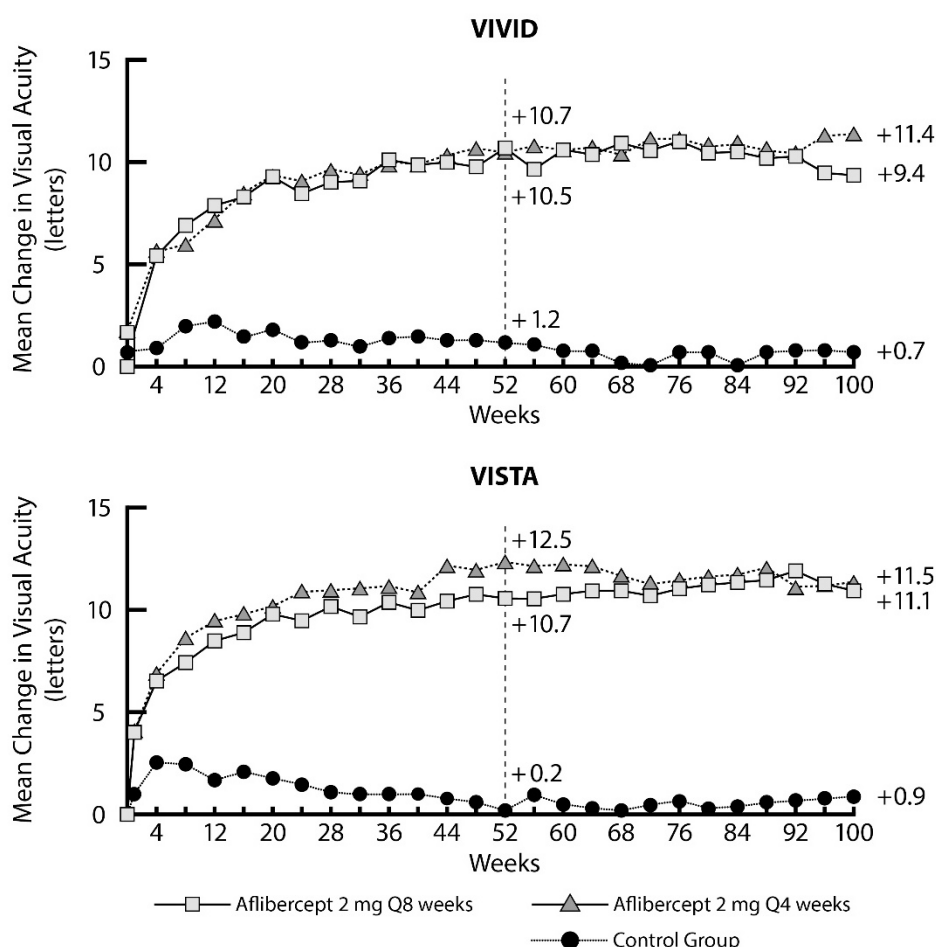 VIVID
Mean Change in Visual Acuity
(letters)
15
10
5
0
+10.7
+10.5
+1.2
+11.4
+9.4
+0.7
4 12 20 28 36 44 52 60 68 76 84 92 100
Weeks
VISTA
Mean Change in Visual Acuity
(letters)
15
10
5
0
+12.5
+10.7
+0.2
+11.5
+11.1
+0.9
4 12 20 28 36 44 52 60 68 76 84 92 100
Weeks
Aflibercept 2 mg Q8 weeks
Aflibercept 2 mg Q4 weeks
Control Group